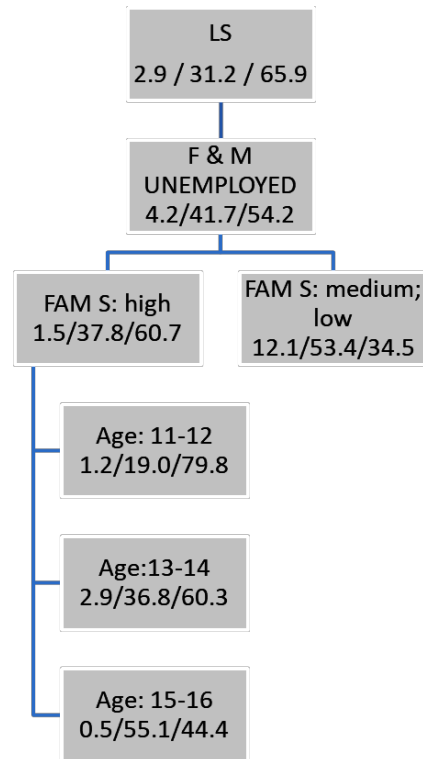 LS
2.9 / 31.2 / 65.9
F & M
UNEMPLOYED
4.2/41.7/54.2
FAM S: high
1.5/37.8/60.7
FAM S: medium;
low
12.1/53.4/34.5
Age: 11-12
1.2/19.0/79.8
Age:13-14
2.9/36.8/60.3
Age: 15-16
0.5/55.1/44.4